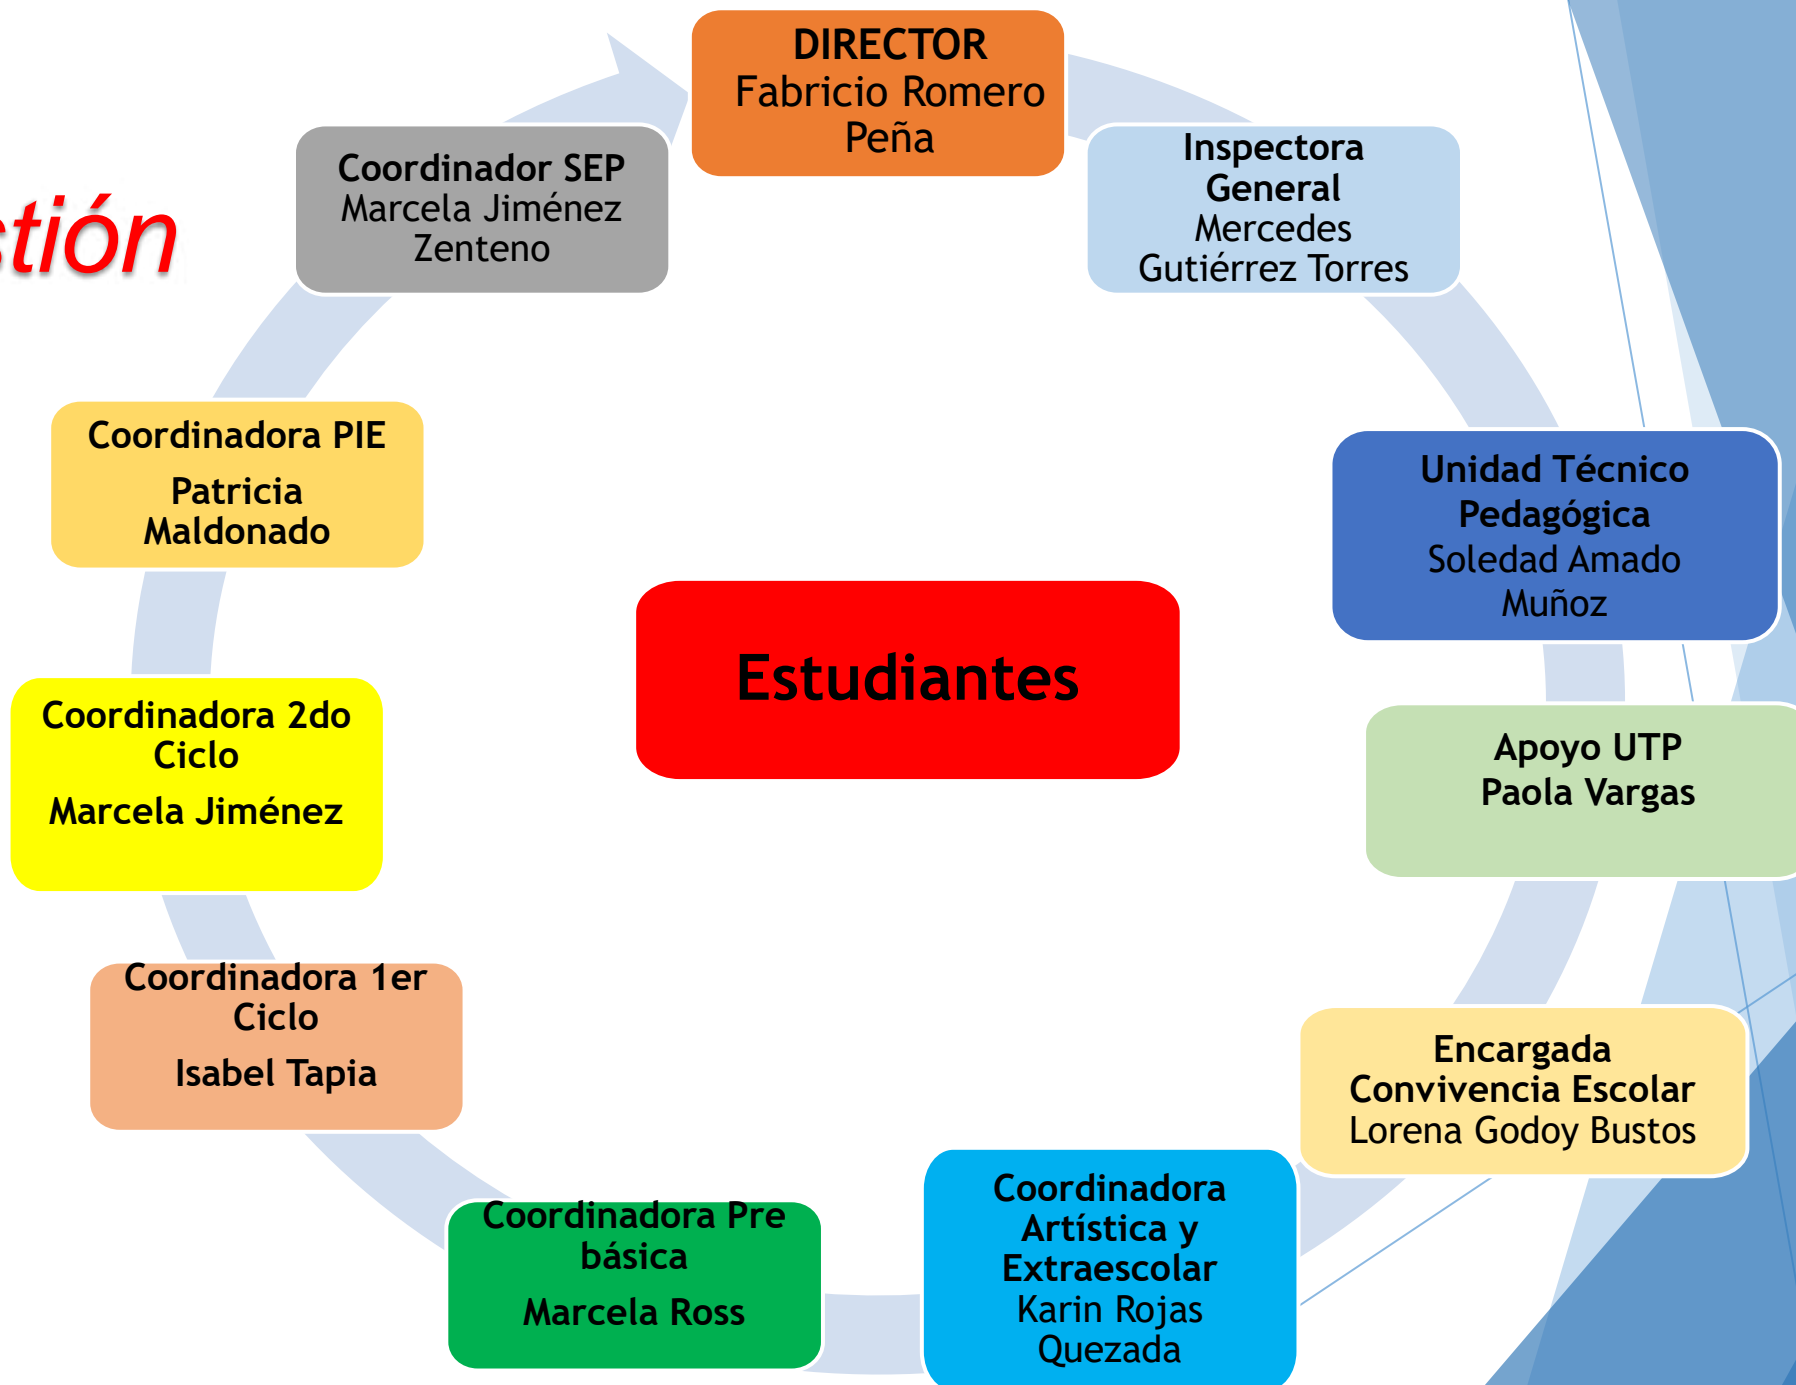 stión
DIRECTOR
Fabricio Romero
Peña
Inspectora
General
Mercedes
Gutiérrez Torres
Unidad Técnico
Pedagógica
Soledad Amado
Muñoz
Apoyo UTP
Paola Vargas
Encargada
Convivencia Escolar
Lorena Godoy Bustos
Coordinadora
Artística y
Extraescolar
Karin Rojas
Quezada
Coordinadora Pre
básica
Marcela Ross
Coordinadora 1er
Ciclo
Isabel Tapia
Coordinadora 2do
Ciclo
Marcela Jiménez
Coordinadora PIE
Patricia
Maldonado
Coordinador SEP
Marcela Jiménez
Zenteno
Estudiantes